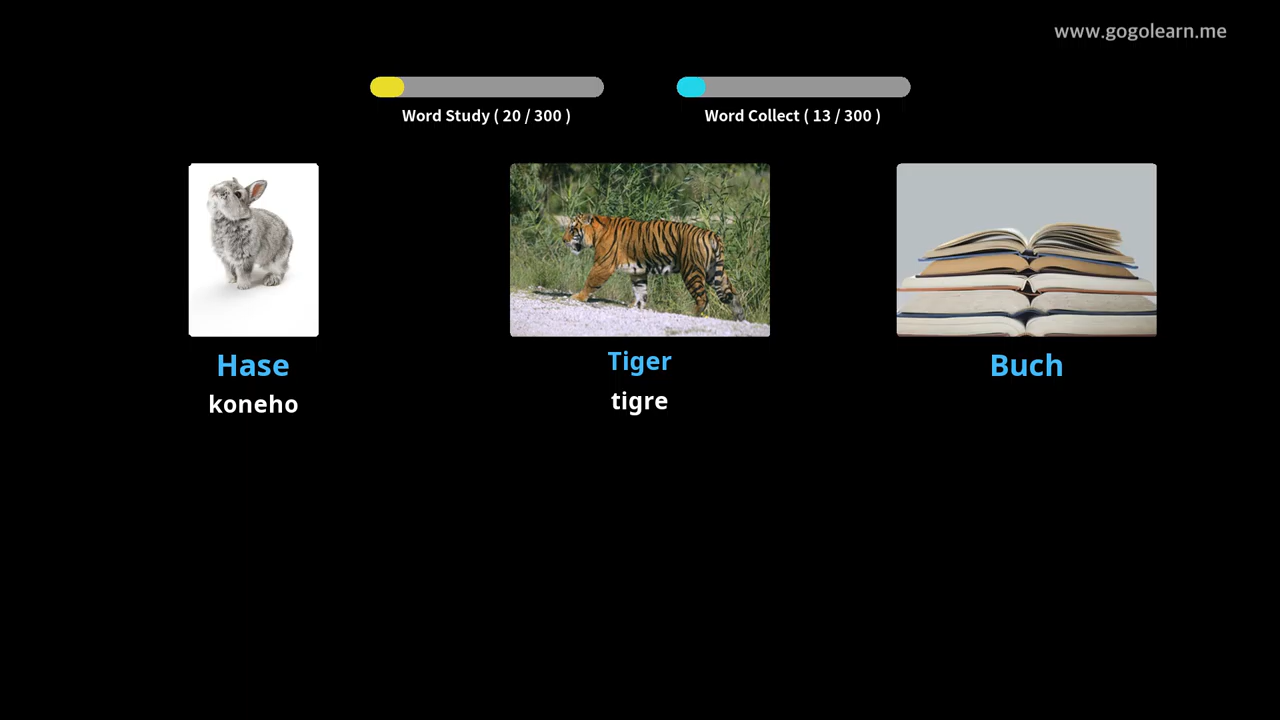 www.gogolearn.me
Word Study ( 20 / 300 )
Word Collect ( 13 / 300 )
Hase
koneho
Tiger
tigre
Buch